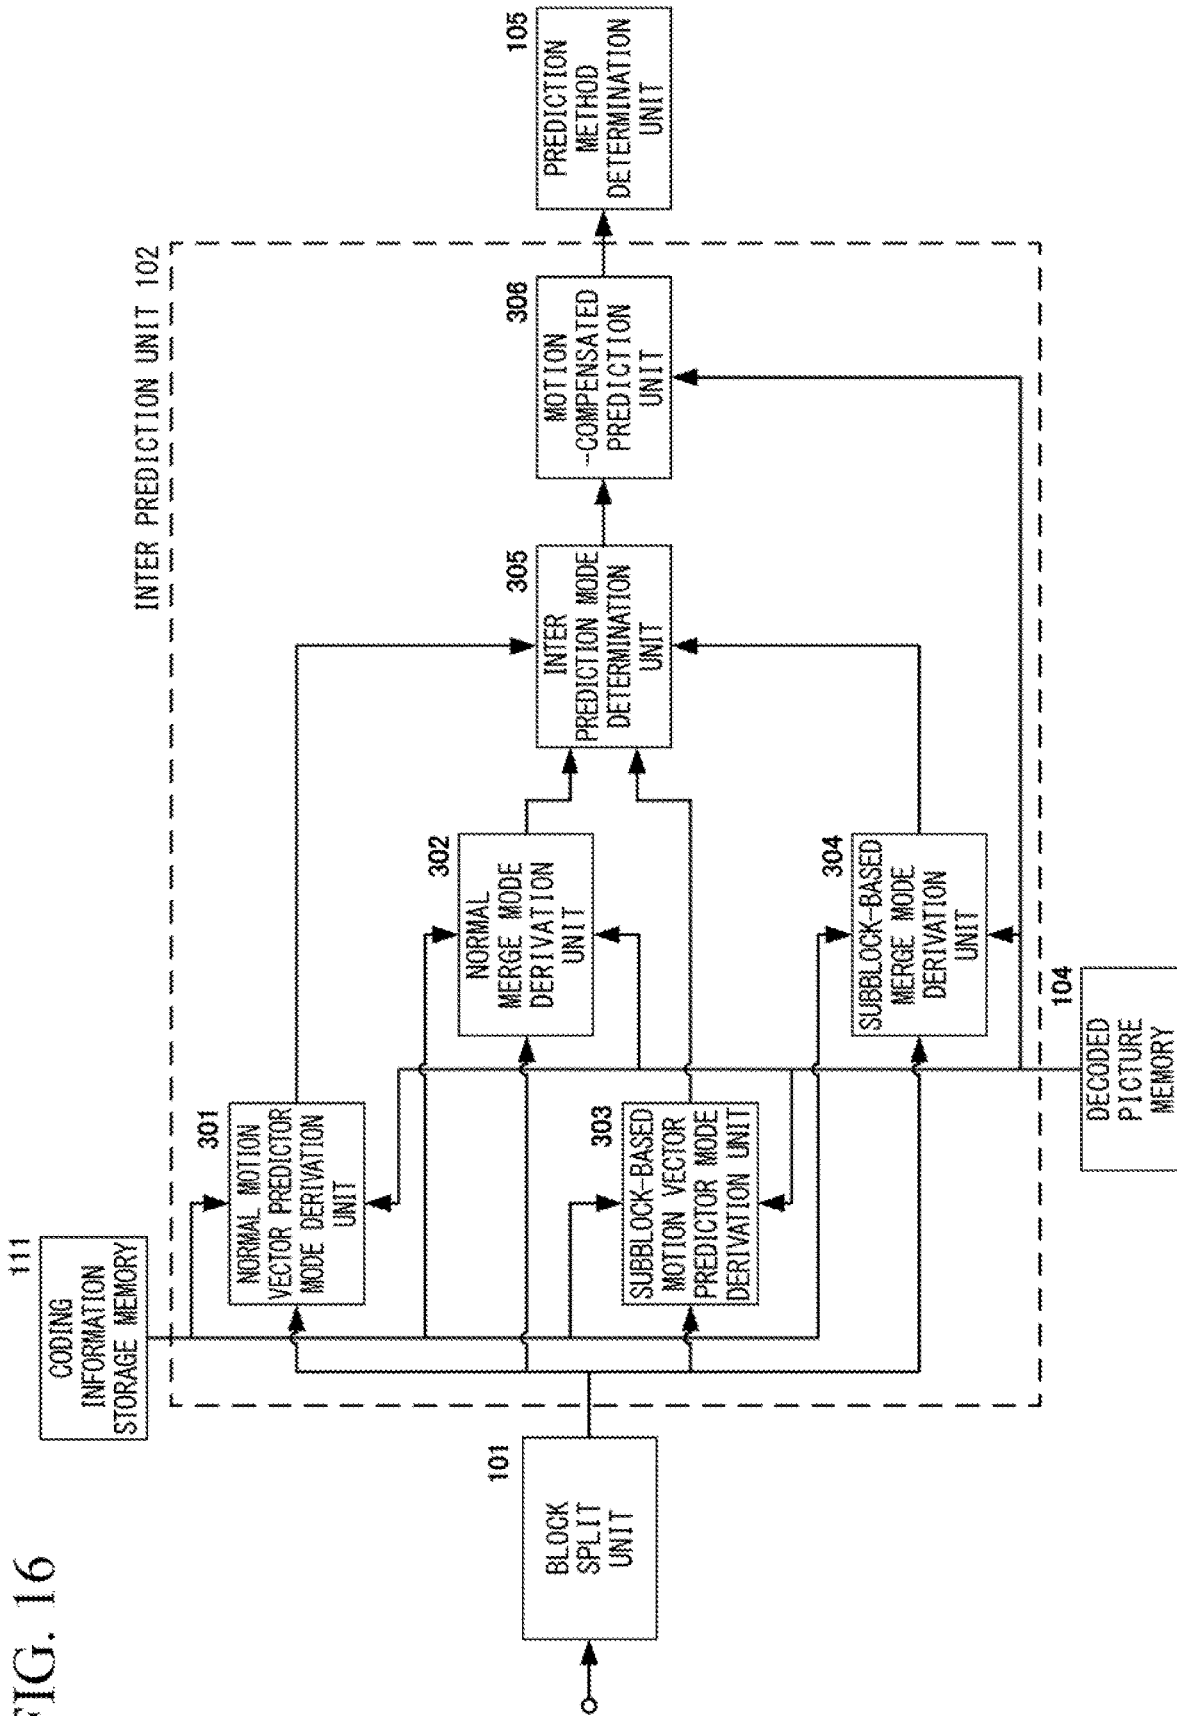 FIG. 16
INTER PREDICTION UNIT 102
111
CODING
INFORMATION
STORAGE MEMORY
101
BLOCK
SPLIT
UNIT
301
NORMAL MOTION
VECTOR PREDICTOR
MODE DERIVATION
UNIT
302
NORMAL
MERGE MODE
DERIVATION
UNIT
303
SUBBLOCK-BASED
MOTION VECTOR
PREDICTOR MODE
DERIVATION UNIT
304
SUBBLOCK-BASED
MERGE MODE
DERIVATION
UNIT
305
INTER
PREDICTION MODE
DETERMINATION
UNIT
306
MOTION
-COMPENSATED
PREDICTION
UNIT
105
PREDICTION
METHOD
DETERMINATION
UNIT
104
DECODED
PICTURE
MEMORY